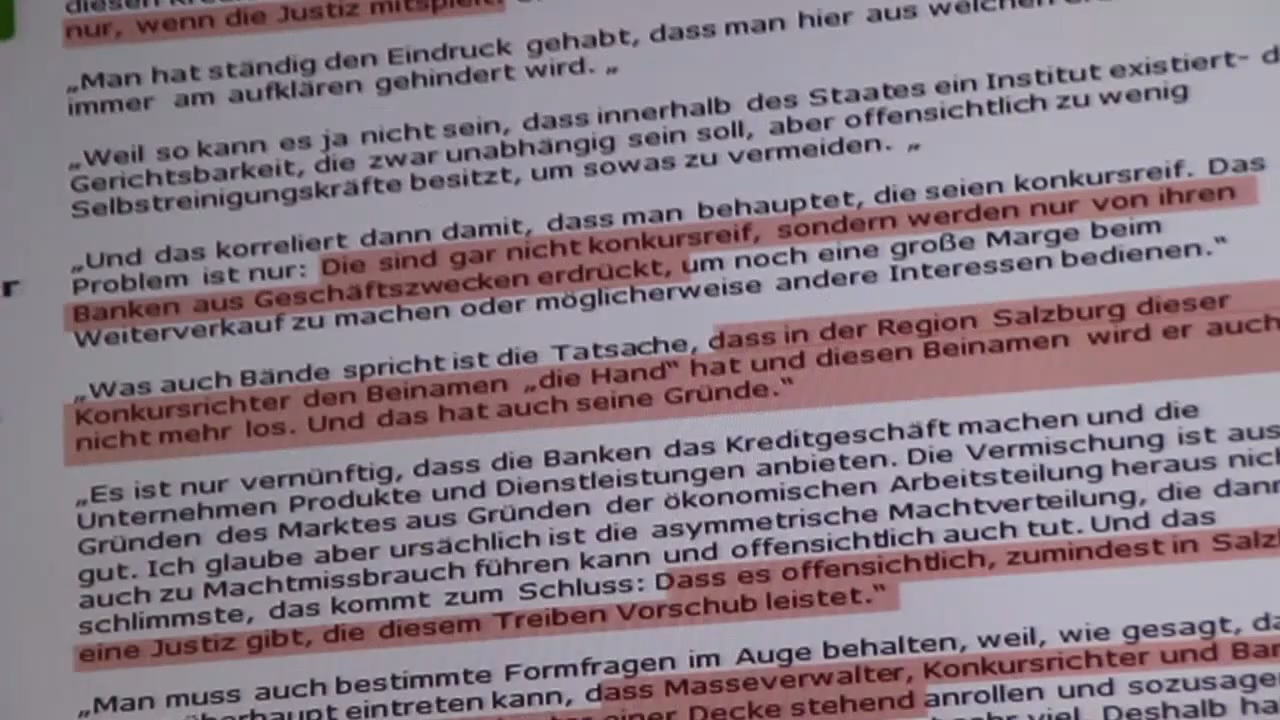 nur, wenn die Justiz mitspielt.
„Man hat ständig den Eindruck gehabt, dass man hier aus welchen
immer am aufklären gehindert wird. „
„Weil so kann es ja nicht sein, dass innerhalb des Staates ein Institut existiert-
Gerichtsbarkeit, die zwar unabhängig sein soll, aber offensichtlich zu wenig
Selbstreinigungskräfte besitzt, um sowas zu vermeiden. „
„Und das korreliert dann damit, dass man behauptet, die seien konkursreif. Das
Problem ist nur: Die sind gar nicht konkursreif, sondern werden nur von ihren
Banken aus Geschäftszwecken erdrückt, um noch eine große Marge beim
Weiterverkauf zu machen oder möglicherweise andere Interessen bedienen.“
„Was auch Bände spricht ist die Tatsache, dass in der Region Salzburg dieser
Konkursrichter den Beinamen „die Hand“ hat und diesen Beinamen wird er auch
nicht mehr los. Und das hat auch seine Gründe.“
„Es ist nur vernünftig, dass die Banken das Kreditgeschäft machen und die
Unternehmen Produkte und Dienstleistungen anbieten. Die Vermischung ist aus
Gründen des Marktes aus Gründen der ökonomischen Arbeitsteilung heraus
gut. Ich glaube aber ursächlich ist die asymmetrische Machtverteilung, die dann
auch zu Machtmissbrauch führen kann und offensichtlich auch tut. Und das
schlimmste, das kommt zum Schluss: Dass es offensichtlich, zumindest in
eine Justiz gibt, die diesem Treiben Vorschub leistet.“
„Man muss auch bestimmte Formfragen im Auge behalten, weil, wie gesagt,
eintreten kann, dass Masseverwalter, Konkursrichter und
einer Decke stehend anrollen und
viel. Deshalb
r